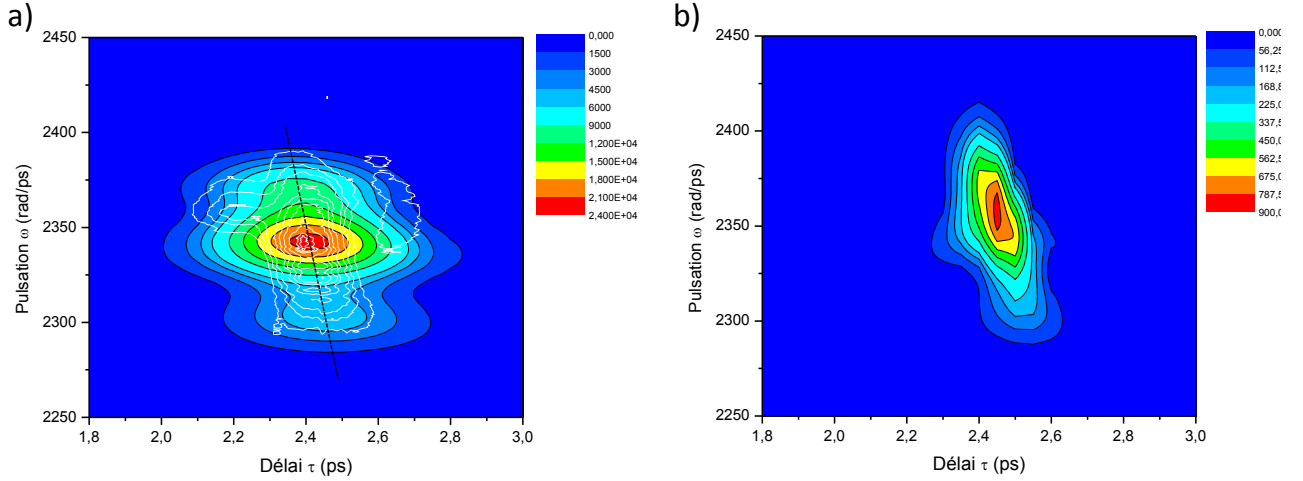 a)
Pulsation ω (rad/ps)
2450
2400
2350
2300
2250
1,8 2,0 2,2 2,4 2,6 2,8 3,0
Délai τ (ps)
0,000
1500
3000
4500
6000
9000
1,200E+04
1,500E+04
1,800E+04
2,100E+04
2,400E+04
b)
Pulsation ω (rad/ps)
2450
2400
2350
2300
2250
1,8 2,0 2,2 2,4 2,6 2,8 3,0
Délai τ (ps)
0,000
56,25
112,5
168,8
225,0
337,5
450,0
562,5
675,0
787,5
900,0